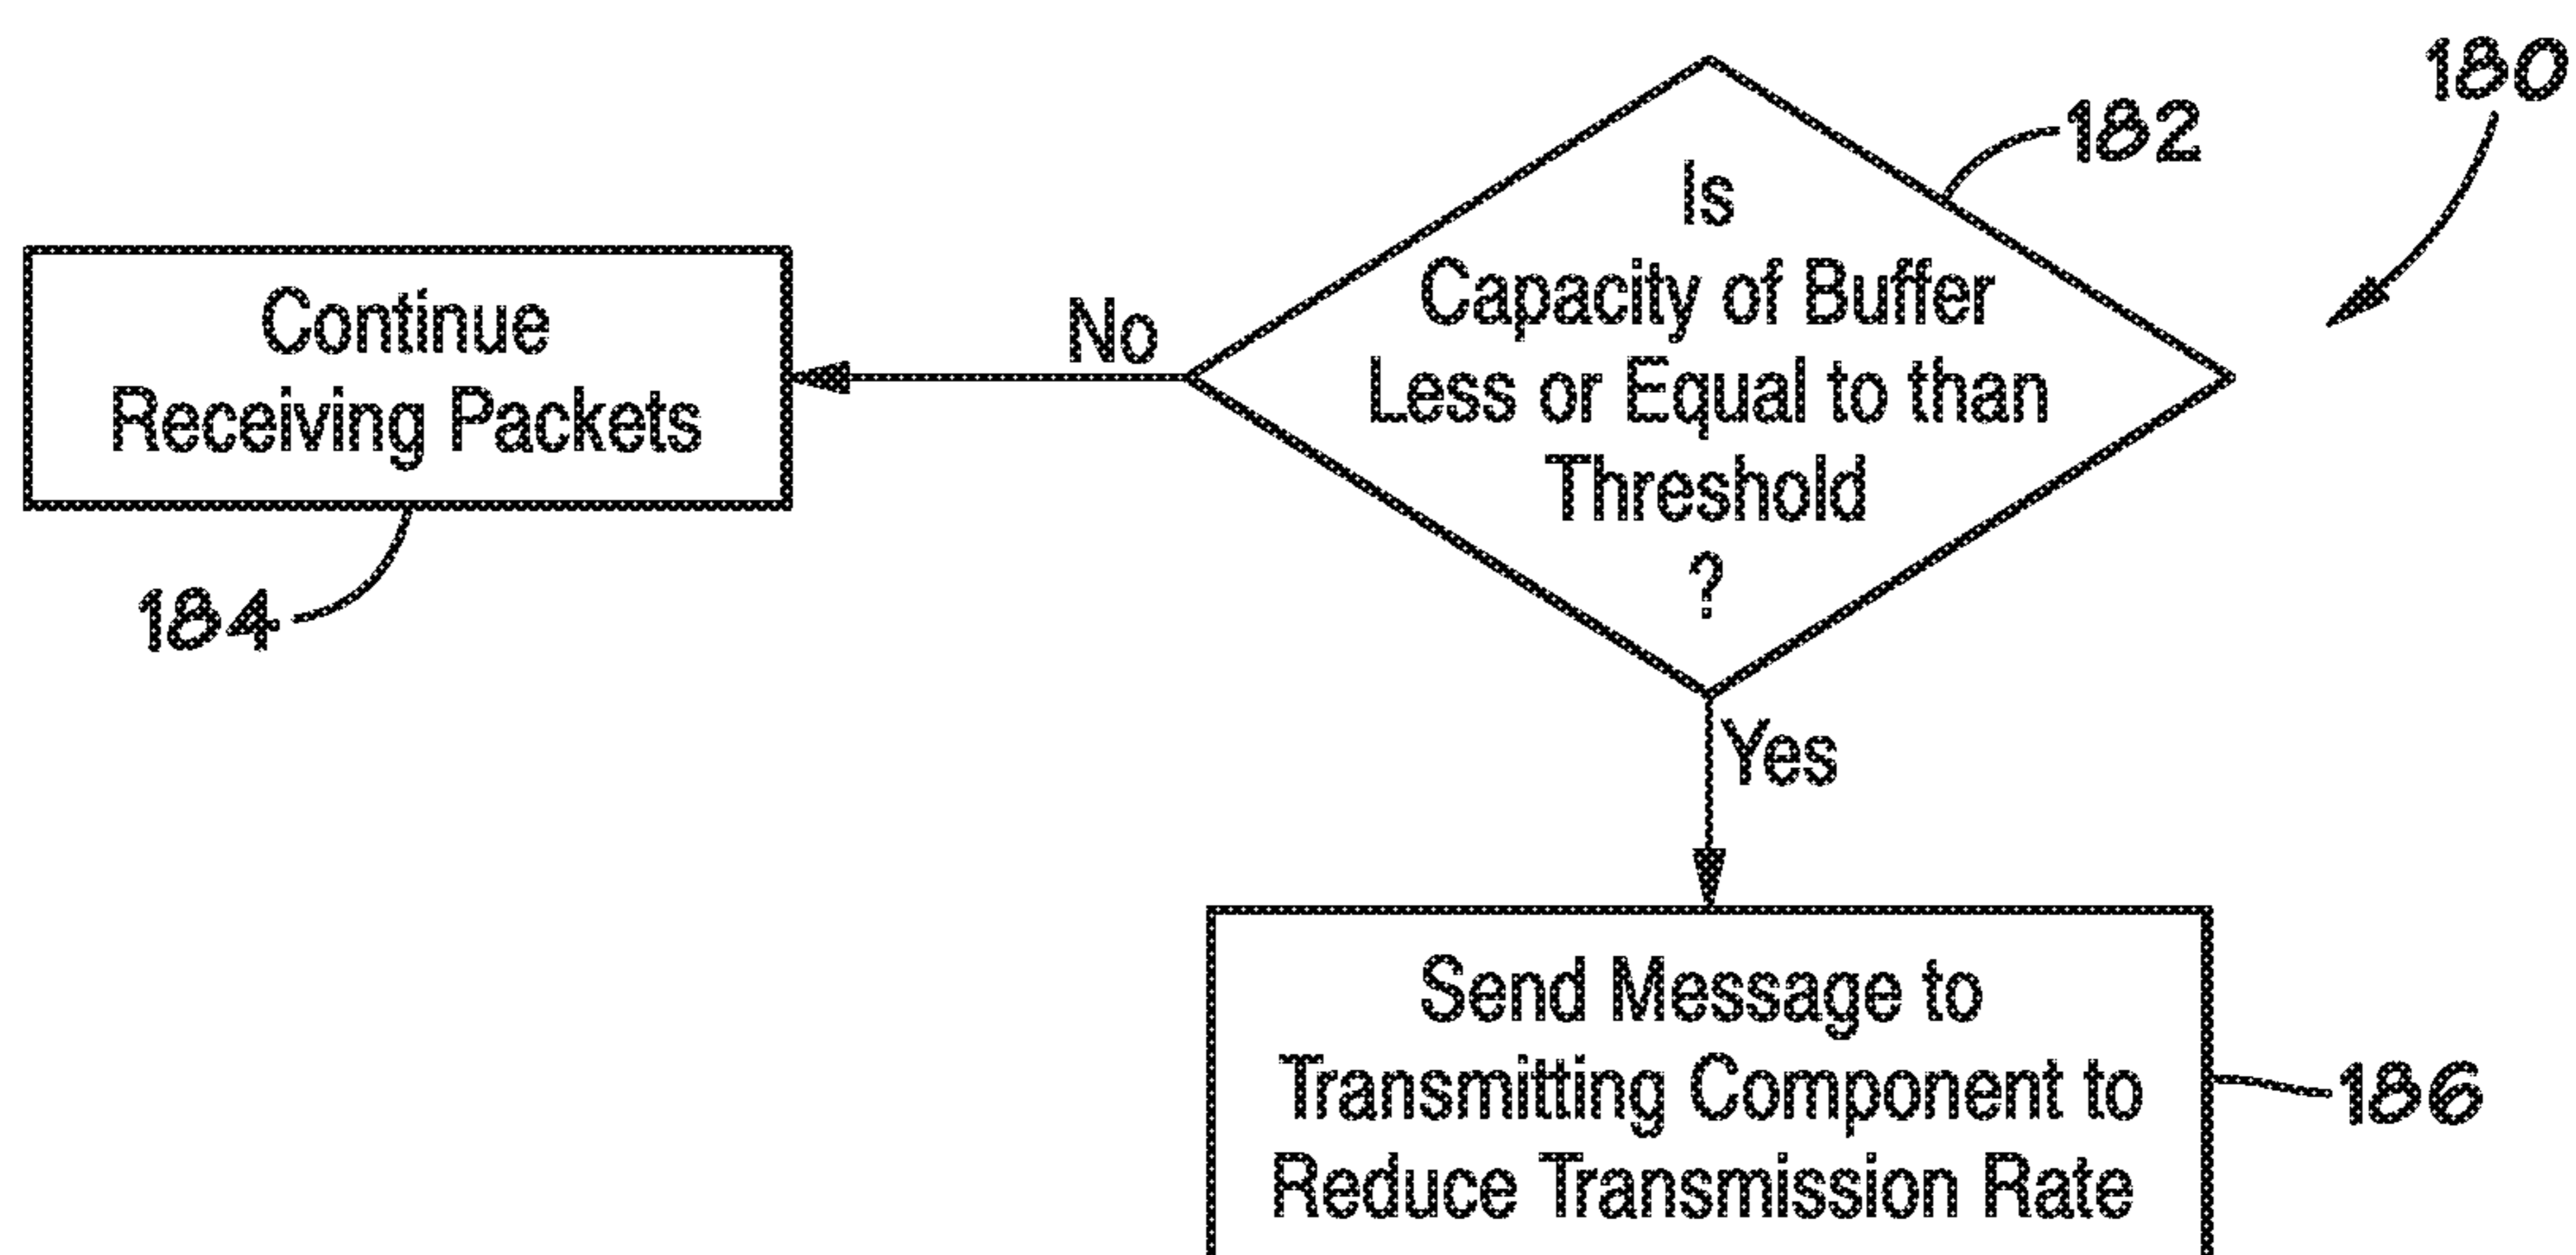 180
182
Is
Capacity of Buffer
Less or Equal to than
Threshold
?
No
Continue
Receiving Packets
184
Yes
Send Message to
Transmitting Component to
Reduce Transmission Rate
186